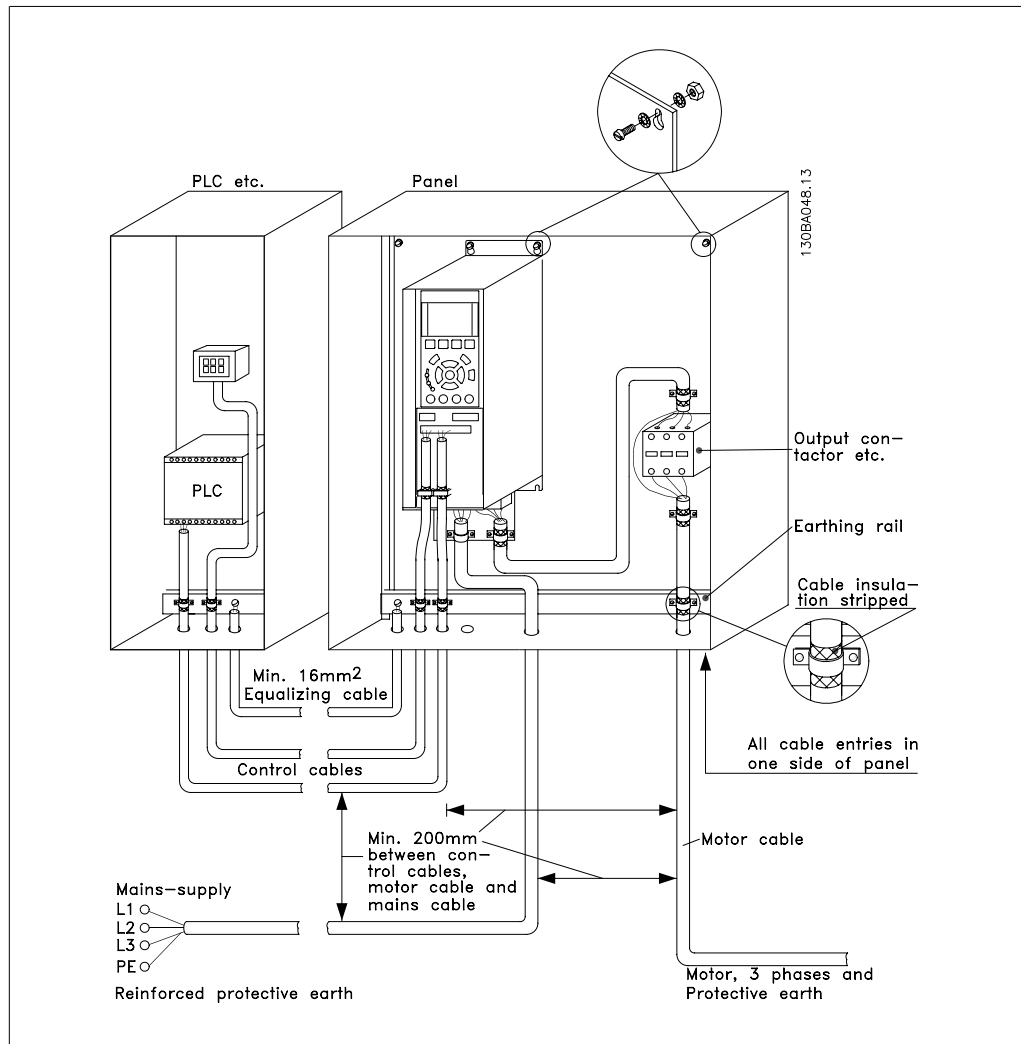 PLC etc.
Panel
130BA048.13
PLC
Output con-
tactor etc.
Earthing rail
Cable insula-
tion stripped
Min. 16mm2
Equalizing cable
All cable entries in
one side of panel
Control cables
Min. 200mm
between con-
trol cables,
motor cable and
mains cable
Motor cable
Mains-supply
L1
L2
L3
PE
Reinforced protective earth
Motor, 3 phases and
Protective earth